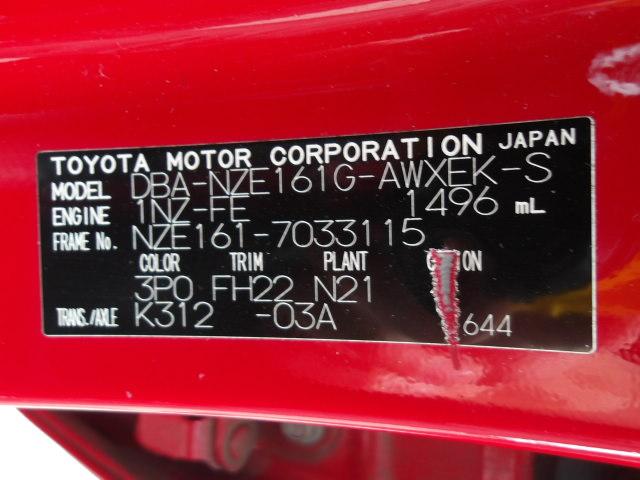 TOYOTA MOTOR CORPORATION JAPAN
MODEL DBA-NZE161G-AWXEK-S
ENGINE 1NZ-FE 1496 mL
FRAME No. NZE161-7033115
COLOR TRIM PLANT
3P0 FH22 N21
TRANS./AXLE K312 -03A 644